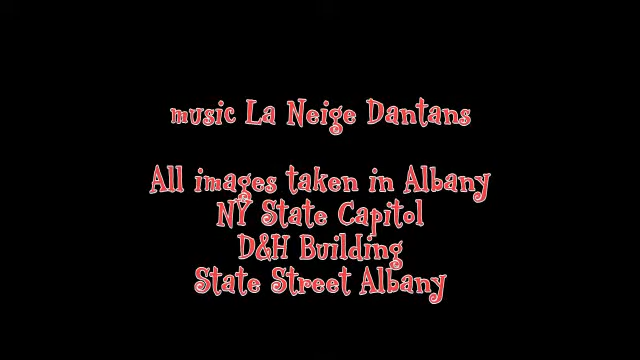 music La Neige Dantans
All images taken in Albany
NY State Capitol
D&H Building
State Street Albany